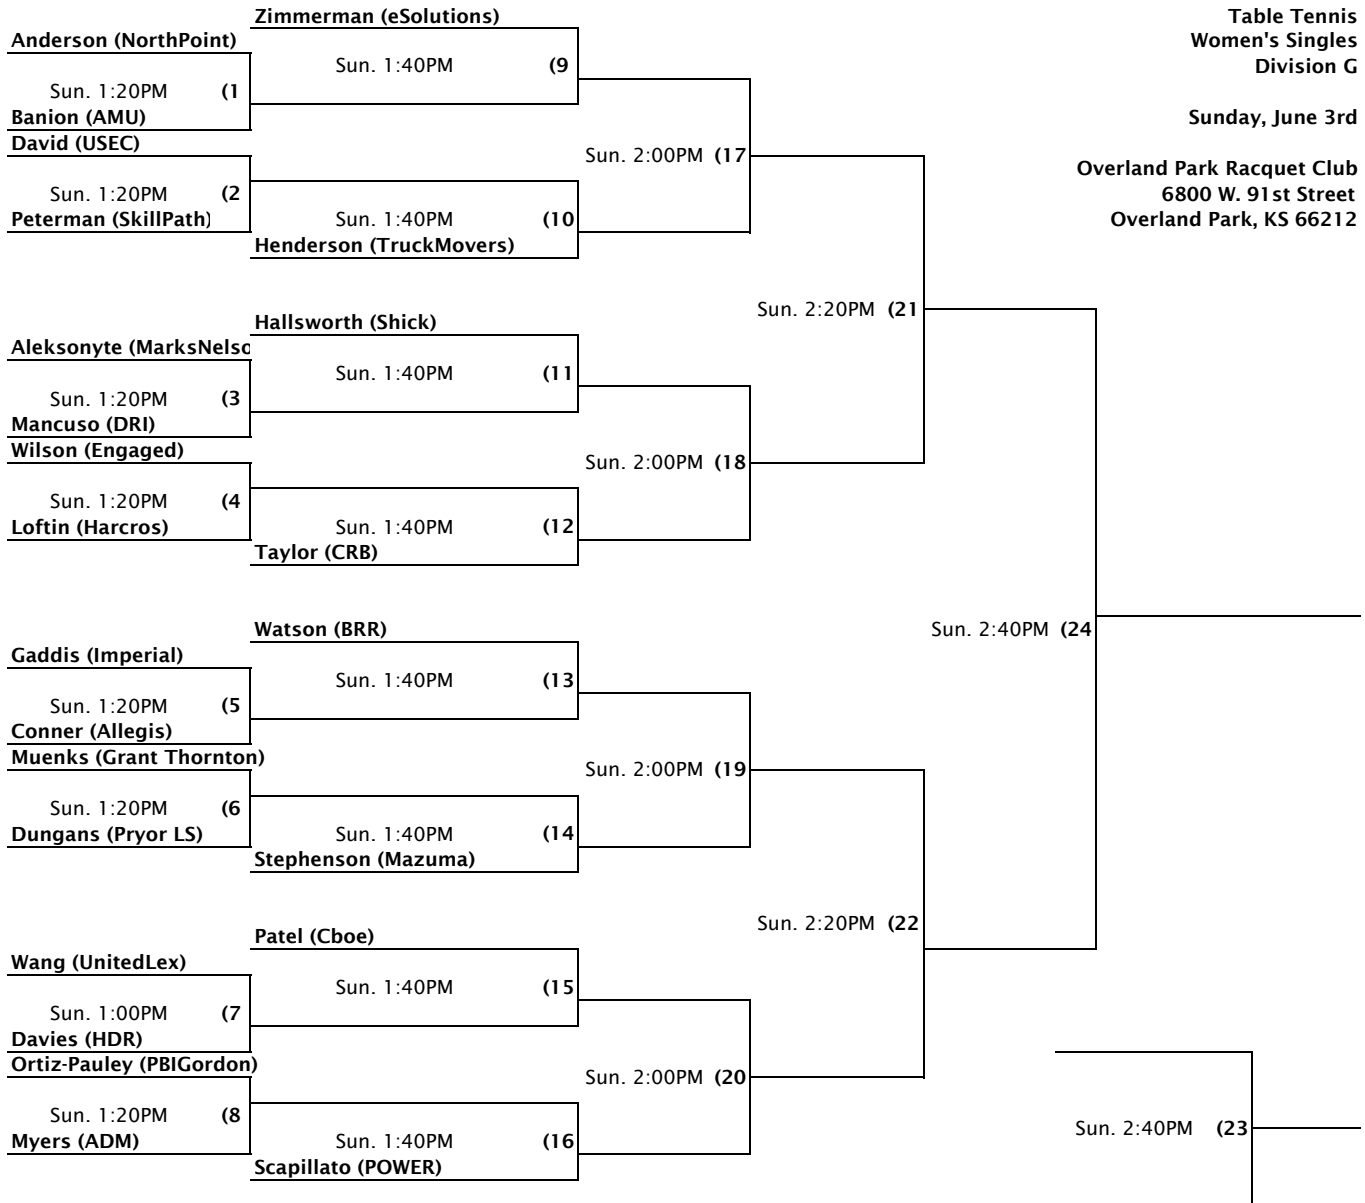 Zimmerman (eSolutions)
Table Tennis
Anderson (NorthPoint)
Women's Singles
Sun. 1:40PM (9
Division G
Sun. 1:20PM (1
Banion (AMU)
Sunday, June 3rd
David (USEC)
Sun. 2:00PM (17
Overland Park Racquet Club
Sun. 1:20PM (2
6800 W. 91st Street
Peterman (SkillPath)
Sun. 1:40PM (10
Overland Park, KS 66212
Henderson (TruckMovers)
Sun. 2:20PM (21
Hallsworth (Shick)
Aleksonyte (MarksNelso
Sun. 1:40PM (11
Sun. 1:20PM (3
Mancuso (DRI)
Wilson (Engaged)
Sun. 2:00PM (18
Sun. 1:20PM (4
Loftin (Harcros)
Sun. 1:40PM (12
Taylor (CRB)
Watson (BRR)
Sun. 2:40PM (24
Gaddis (Imperial)
Sun. 1:40PM (13
Sun. 1:20PM (5
Conner (Allegis)
Muenks (Grant Thornton)
Sun. 2:00PM (19
Sun. 1:20PM (6
Dungans (Pryor LS)
Sun. 1:40PM (14
Stephenson (Mazuma)
Sun. 2:20PM (22
Patel (Cboe)
Wang (UnitedLex)
Sun. 1:40PM (15
Sun. 1:00PM (7
Davies (HDR)
Ortiz-Pauley (PBIGordon)
Sun. 2:00PM (20
Sun. 1:20PM (8
Sun. 2:40PM (23
Myers (ADM)
Sun. 1:40PM (16
Scapillato (POWER)